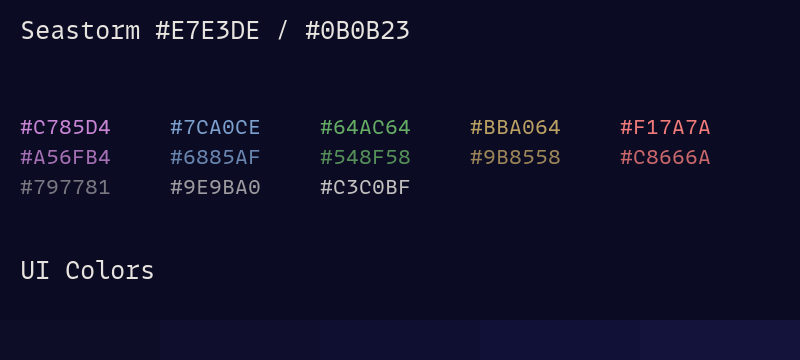 Seastorm #E7E3DE / #0B0B23
#C785D4 #7CA0CE #64AC64 #BBA064 #F17A7A
#A56FB4 #6885AF #548F58 #9B8558 #C8666A
#797781 #9E9BA0 #C3C0BF
UI Colors